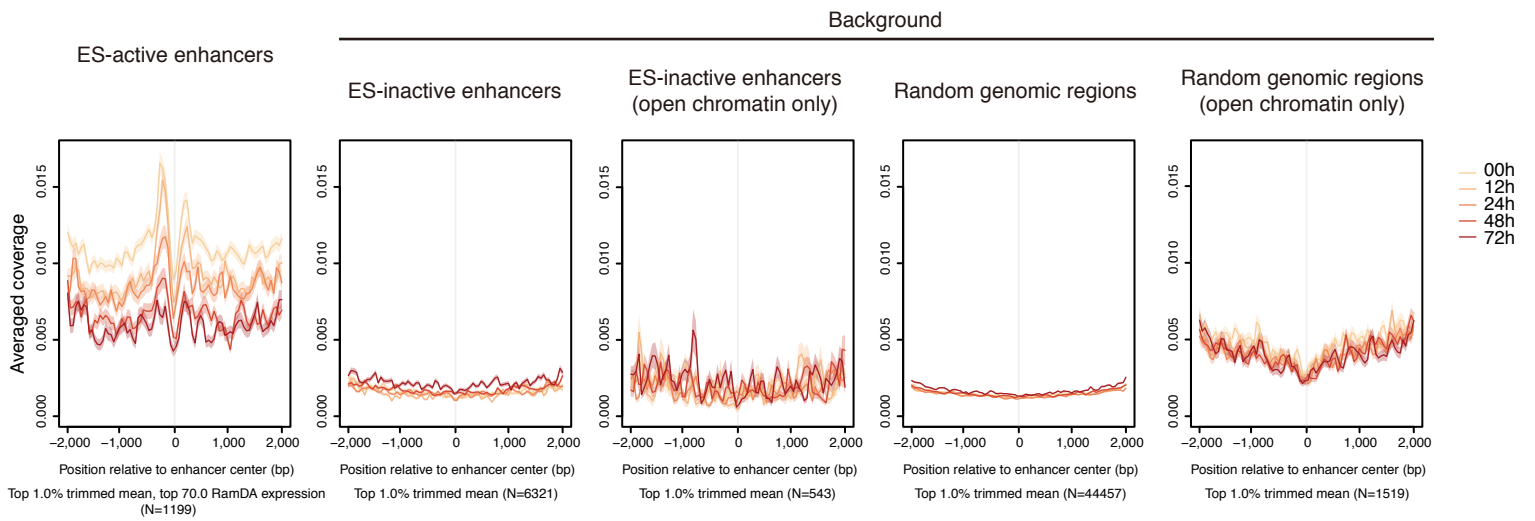 Background
ES-active enhancers
ES-inactive enhancers
ES-inactive enhancers
(open chromatin only)
Random genomic regions
Random genomic regions
(open chromatin only)
Averaged coverage
0.015
0.010
0.005
0.000
−2,000 −1,000 0 1,000 2,000
Position relative to enhancer center (bp)
Top 1.0% trimmed mean, top 70.0 RamDA expression
(N=1199)
0.015
0.010
0.005
0.000
−2,000 −1,000 0 1,000 2,000
Position relative to enhancer center (bp)
Top 1.0% trimmed mean (N=6321)
0.015
0.010
0.005
0.000
−2,000 −1,000 0 1,000 2,000
Position relative to enhancer center (bp)
Top 1.0% trimmed mean (N=543)
0.015
0.010
0.005
0.000
−2,000 −1,000 0 1,000 2,000
Position relative to enhancer center (bp)
Top 1.0% trimmed mean (N=44457)
0.015
0.010
0.005
0.000
−2,000 −1,000 0 1,000 2,000
Position relative to enhancer center (bp)
Top 1.0% trimmed mean (N=1519)
00h
12h
24h
48h
72h